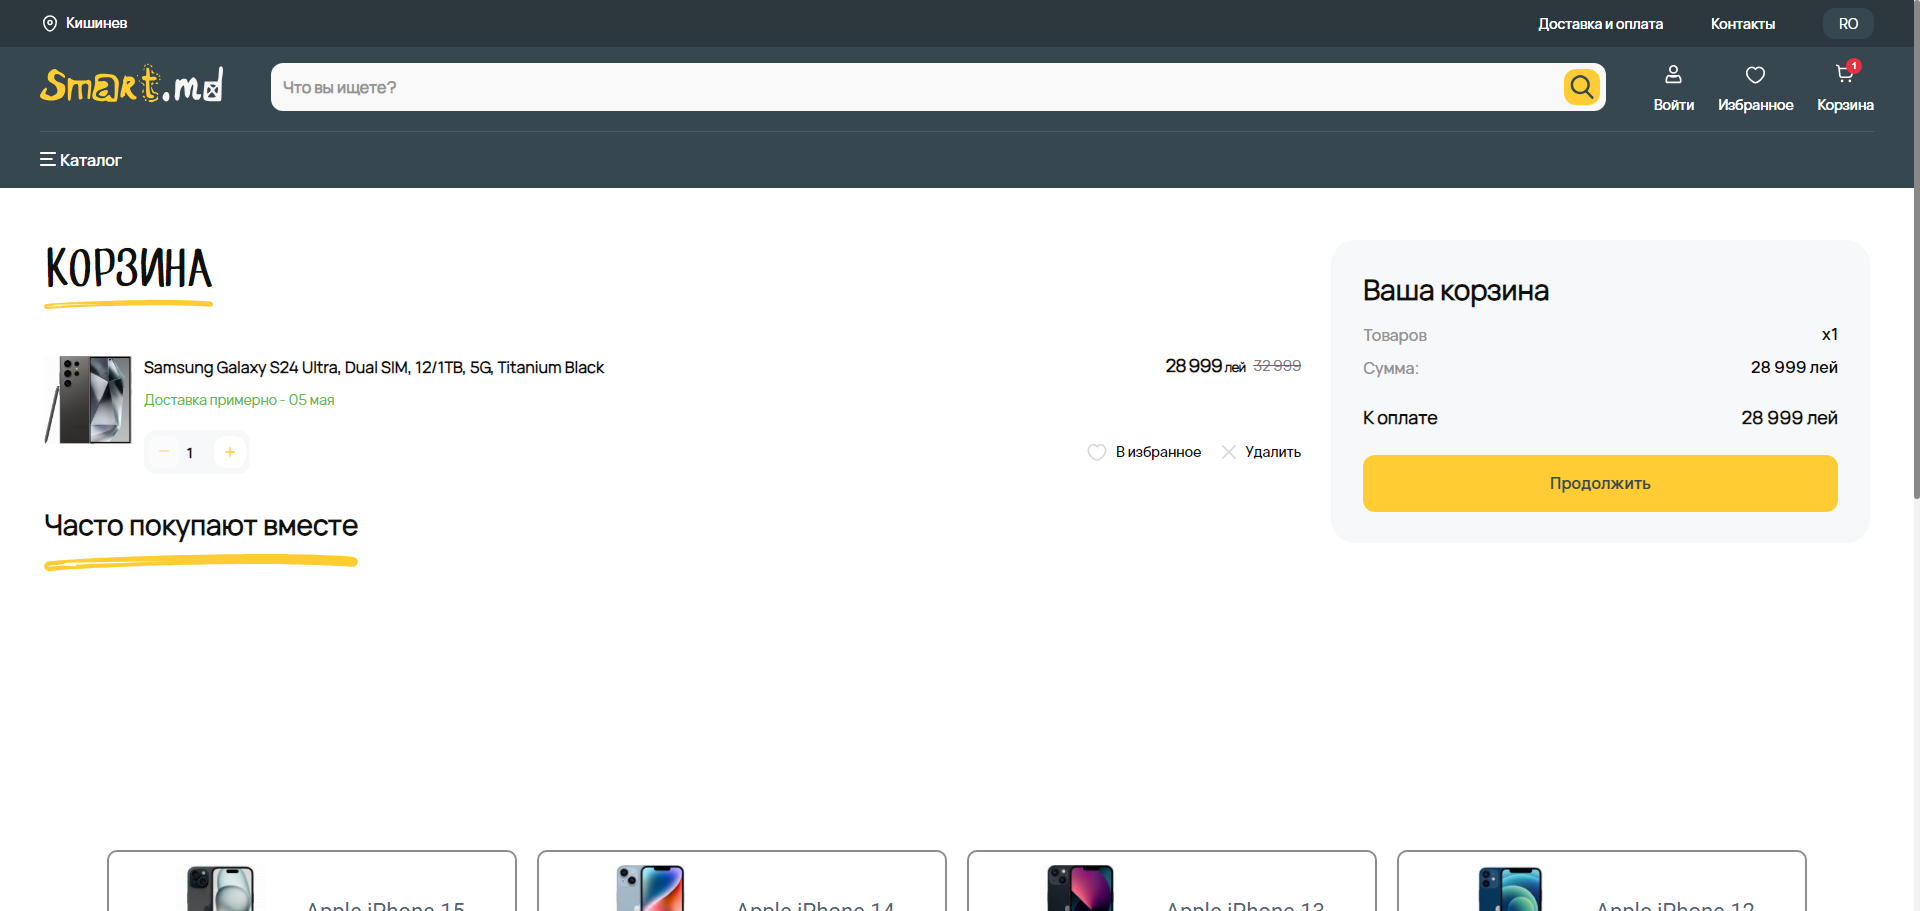 Кишинев
Доставка и оплата
Контакты
RO
Smart.md
Что вы ищете?
Войти
Избранное
1
Корзина
Каталог
КОРЗИНА
Samsung Galaxy S24 Ultra, Dual SIM, 12/1TB, 5G, Titanium Black
28 999 лей 32 999
Доставка примерно - 05 мая
− 1 +
В избранное
Удалить
Ваша корзина
Товаров x1
Сумма: 28 999 лей
К оплате 28 999 лей
Продолжить
Часто покупают вместе
Apple iPhone 15
Apple iPhone 14
Apple iPhone 13
Apple iPhone 12